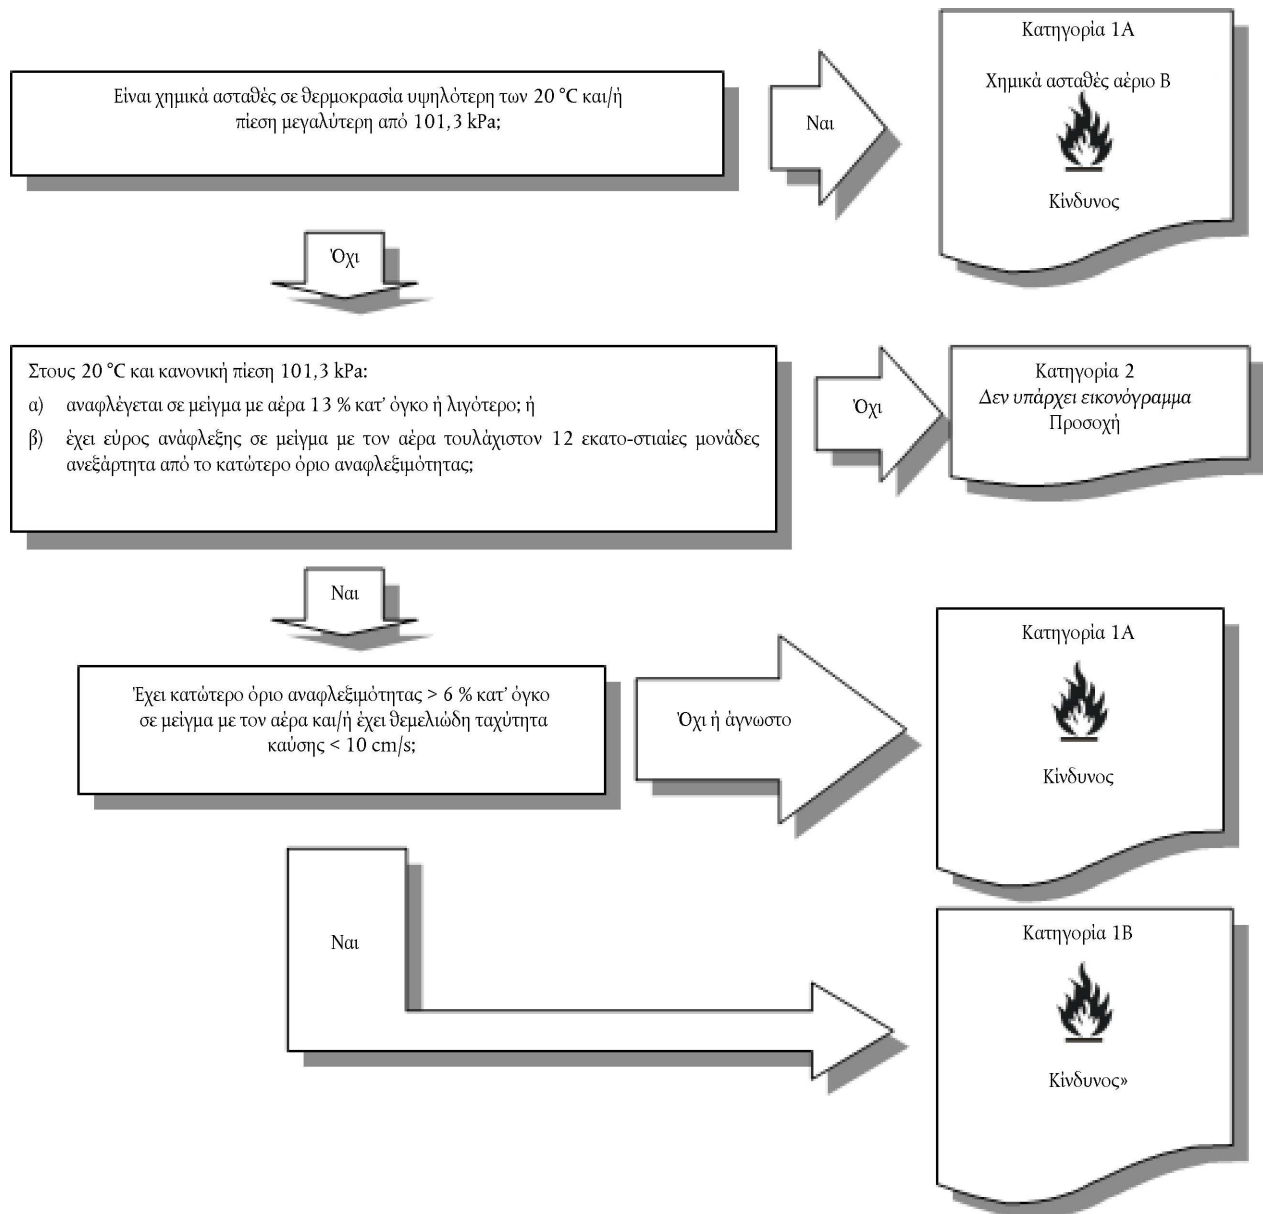 Είναι χημικά ασταθές σε θερμοκρασία υψηλότερη των 20 °C και/ή
πίεση μεγαλύτερη από 101,3 kPa;
Ναι
Κατηγορία 1A
Χημικά ασταθές αέριο B
Κίνδυνος
Όχι
Στους 20 °C και κανονική πίεση 101,3 kPa:
α) αναφλέγεται σε μείγμα με αέρα 13 % κατ' όγκο ή λιγότερο; ή
β) έχει εύρος ανάφλεξης σε μείγμα με τον αέρα τουλάχιστον 12 εκατο-στιαίες μονάδες
ανεξάρτητα από το κατώτερο όριο αναφλεξιμότητας;
Όχι
Κατηγορία 2
Δεν υπάρχει εικονόγραμμα
Προσοχή
Ναι
Έχει κατώτερο όριο αναφλεξιμότητας > 6 % κατ' όγκο
σε μείγμα με τον αέρα και/ή έχει θεμελιώδη ταχύτητα
καύσης < 10 cm/s;
Όχι ή άγνωστο
Κατηγορία 1A
Κίνδυνος
Ναι
Κατηγορία 1B
Κίνδυνος»